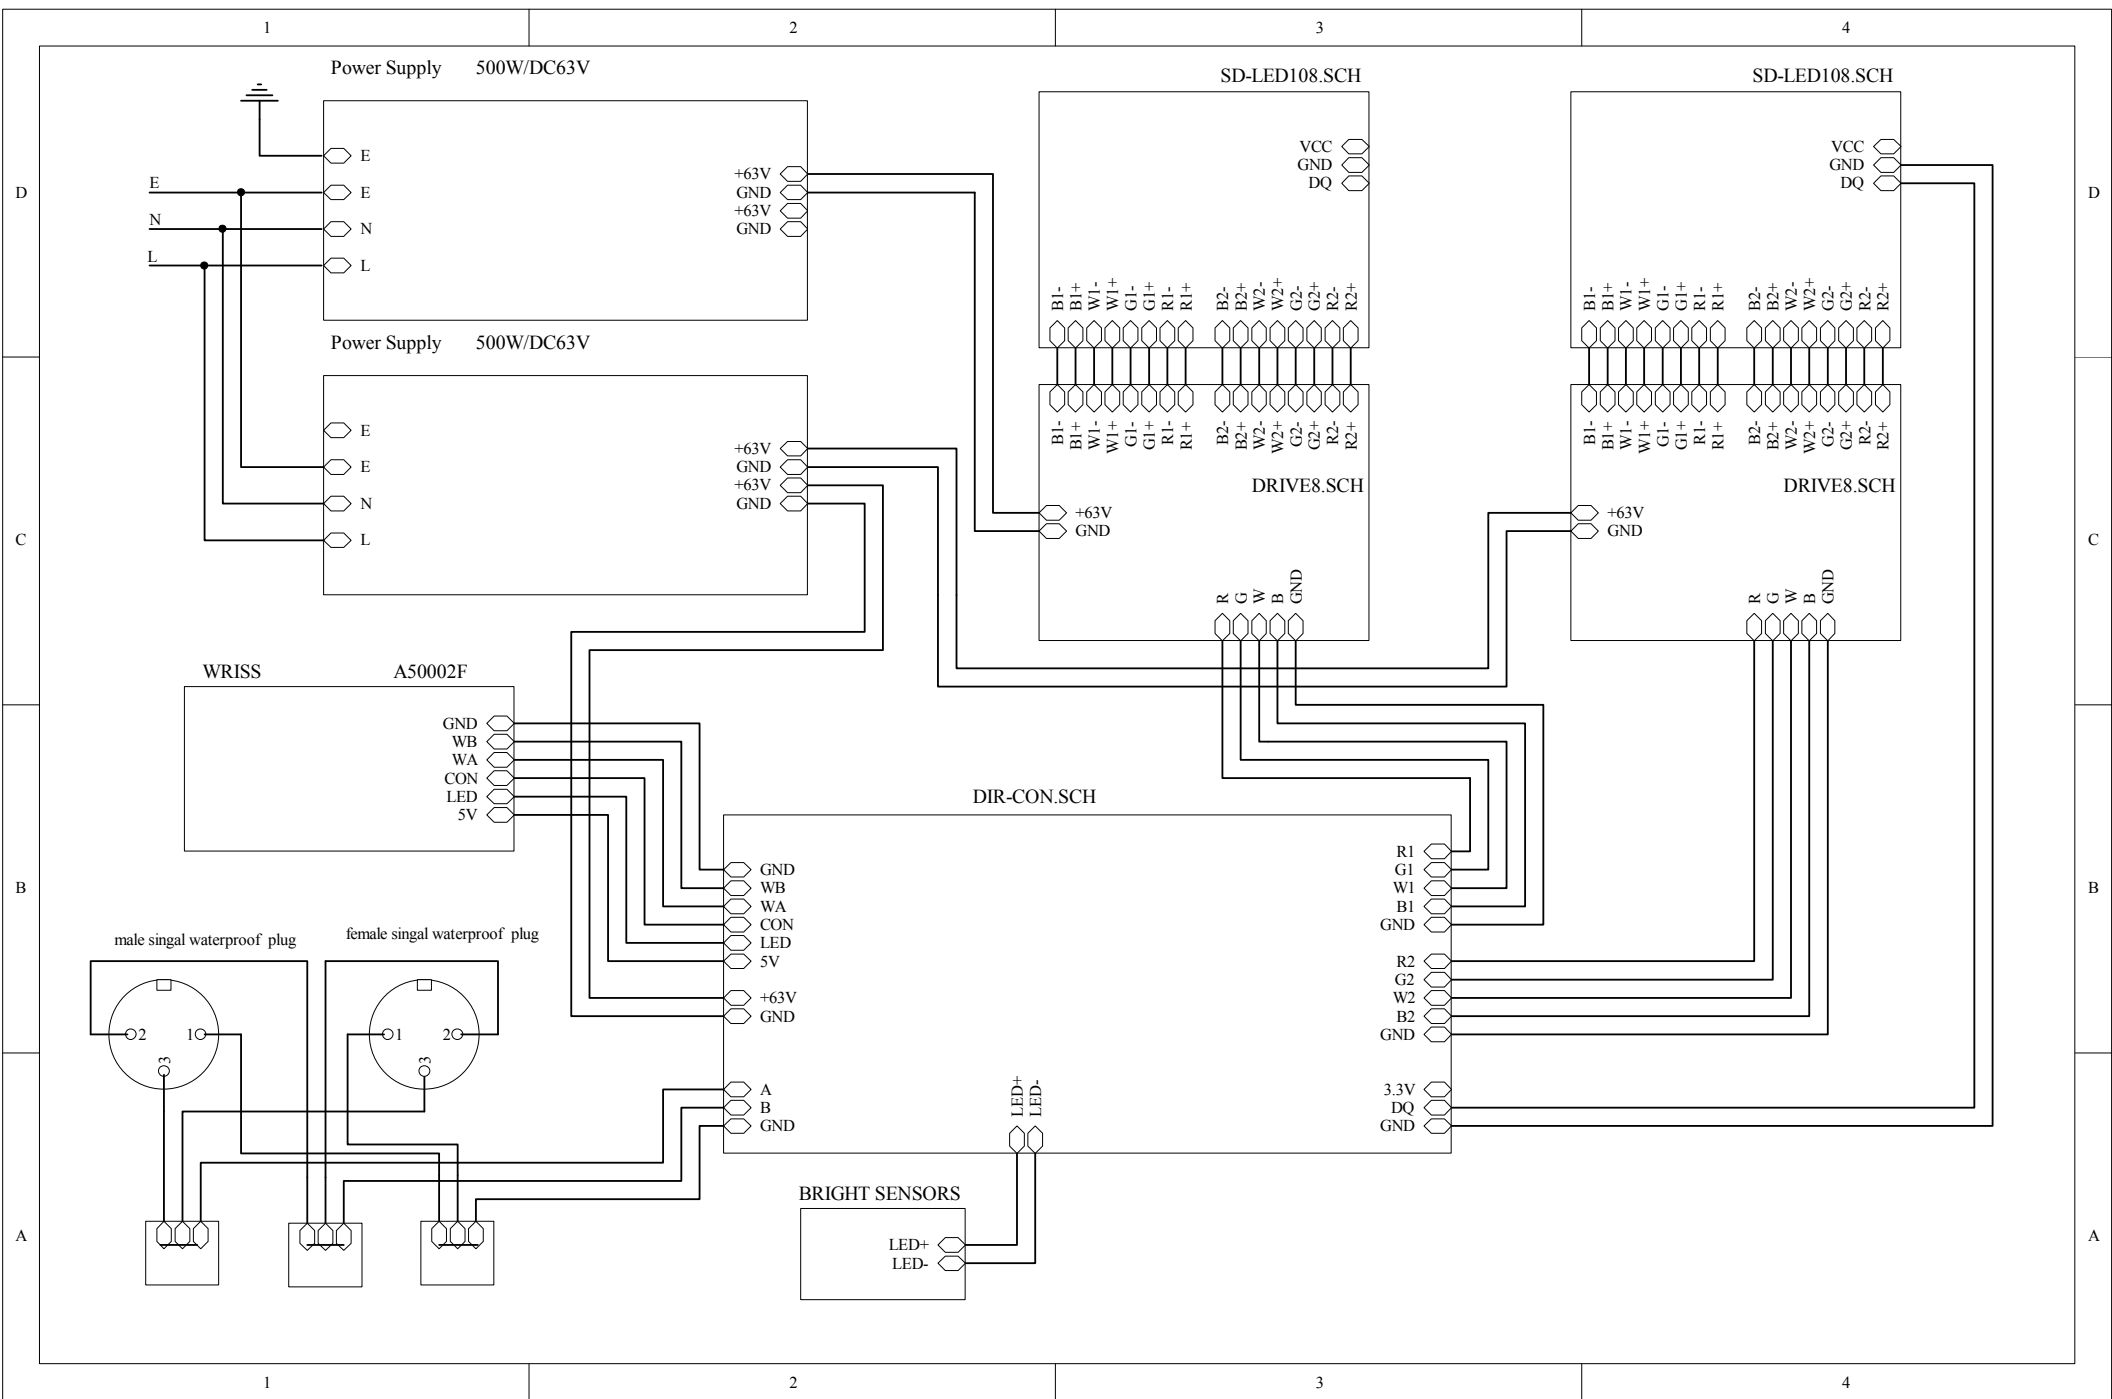 1 2 3 4
Power Supply 500W/DC63V
SD-LED108.SCH
SD-LED108.SCH
D
D
E
E
E
N
N
L
L
+63V
GND
+63V
GND
VCC
GND
DQ
B1- B1+ W1- W1+ G1- G1+ R1- R1+ B2- B2+ W2- W2+ G2- G2+ R2- R2+
VCC
GND
DQ
B1- B1+ W1- W1+ G1- G1+ R1- R1+ B2- B2+ W2- W2+ G2- G2+ R2- R2+
Power Supply 500W/DC63V
C
C
E
E
N
L
+63V
GND
+63V
GND
B1- B1+ W1- W1+ G1- G1+ R1- R1+ B2- B2+ W2- W2+ G2- G2+ R2- R2+
DRIVE8.SCH
+63V
GND
R G W B GND
B1- B1+ W1- W1+ G1- G1+ R1- R1+ B2- B2+ W2- W2+ G2- G2+ R2- R2+
DRIVE8.SCH
+63V
GND
R G W B GND
WRISS A50002F
GND
WB
WA
CON
LED
5V
DIR-CON.SCH
B
B
GND
WB
WA
CON
LED
5V
+63V
GND
A
B
GND
R1
G1
W1
B1
GND
R2
G2
W2
B2
GND
3.3V
DQ
GND
LED+ LED-
male singal waterproof plug
2 1
3
female singal waterproof plug
1 2
3
BRIGHT SENSORS
LED+
LED-
A
A
1 2 3 4